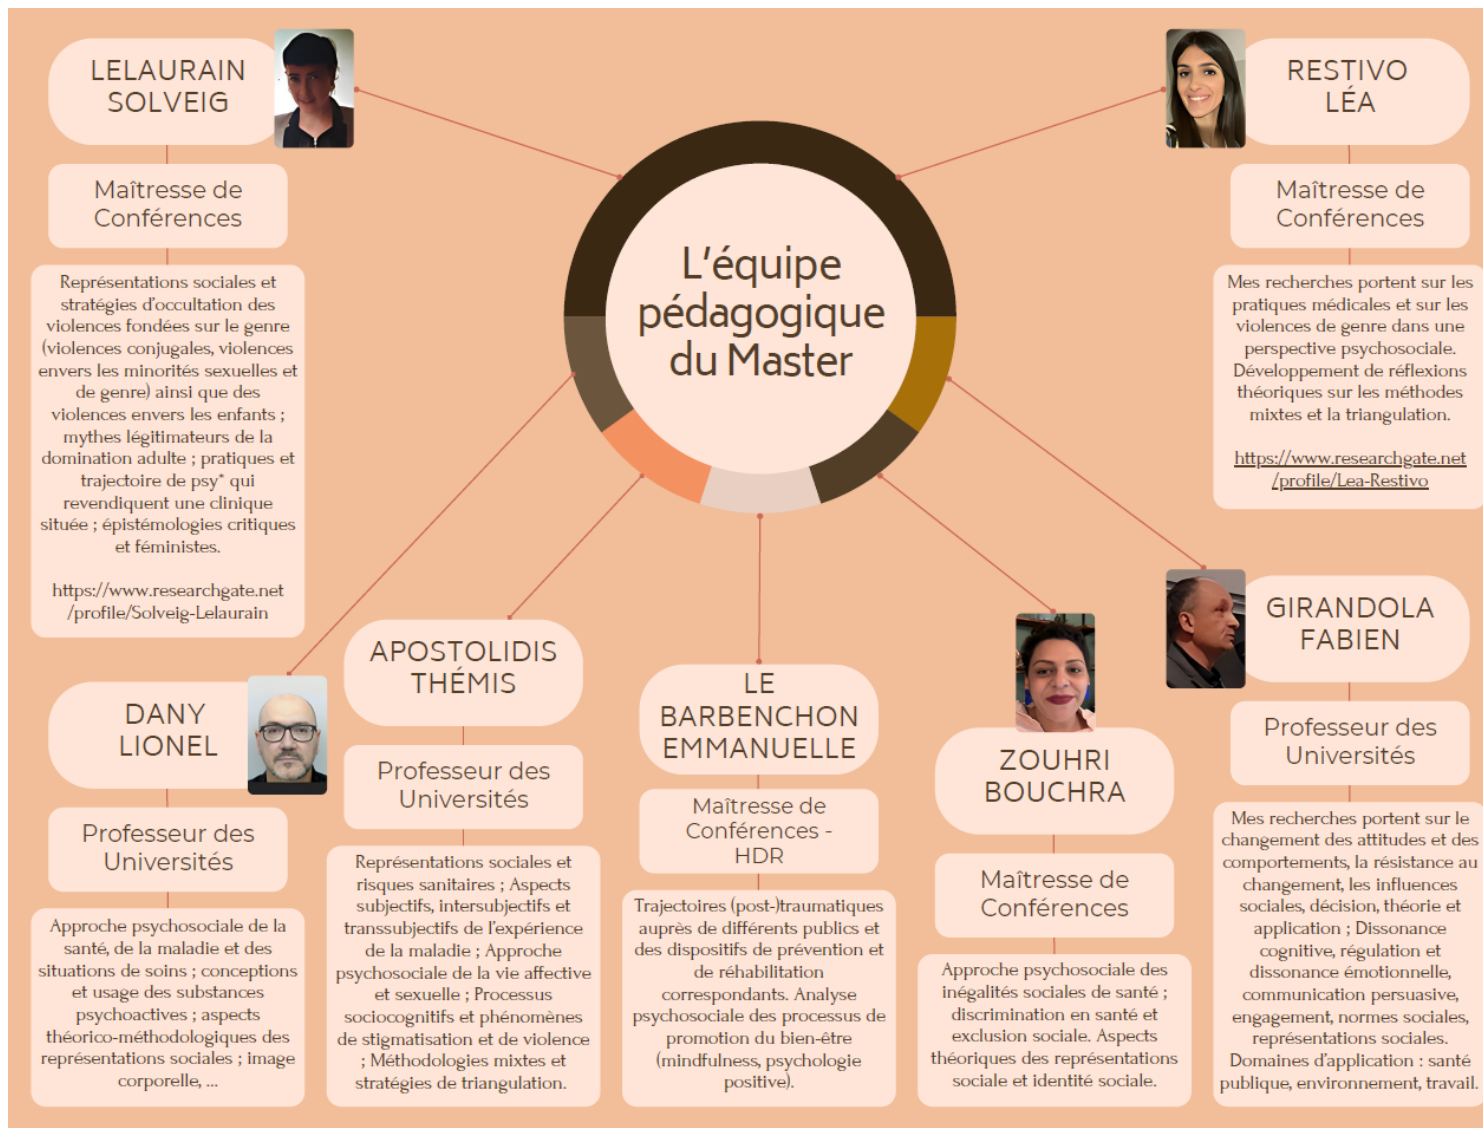 L'équipe
pédagogique
du Master
LELAURAIN
SOLVEIG
Maîtresse de
Conférences
Représentations sociales et
stratégies d'occultation des
violences fondées sur le genre
(violences conjugales, violences
envers les minorités sexuelles et
de genre) ainsi que des
violences envers les enfants ;
mythes légitimateurs de la
domination adulte ; pratiques et
trajectoire de psy* qui
revendiquent une clinique
située ; épistémologies critiques
et féministes.
https://www.researchgate.net
/profile/Solveig-Lelaurain
RESTIVO
LÉA
Maîtresse de
Conférences
Mes recherches portent sur les
pratiques médicales et sur les
violences de genre dans une
perspective psychosociale.
Développement de réflexions
théoriques sur les méthodes
mixtes et la triangulation.
https://www.researchgate.net
/profile/Lea-Restivo
DANY
LIONEL
Professeur des
Universités
Approche psychosociale de la
santé, de la maladie et des
situations de soins ; conceptions
et usage des substances
psychoactives ; aspects
théorico-méthodologiques des
représentations sociales ; image
corporelle, ...
APOSTOLIDIS
THÉMIS
Professeur des
Universités
Représentations sociales et
risques sanitaires ; Aspects
subjectifs, intersubjectifs et
transsubjectifs de l'expérience
de la maladie ; Approche
psychosociale de la vie affective
et sexuelle ; Processus
sociocognitifs et phénomènes
de stigmatisation et de violence
; Méthodologies mixtes et
stratégies de triangulation.
LE
BARBENCHON
EMMANUELLE
Maîtresse de
Conférences -
HDR
Trajectoires (post-)traumatiques
auprès de différents publics et
des dispositifs de prévention et
de réhabilitation
correspondants. Analyse
psychosociale des processus de
promotion du bien-être
(mindfulness, psychologie
positive).
ZOUHRI
BOUCHRA
Maîtresse de
Conférences
Approche psychosociale des
inégalités sociales de santé ;
discrimination en santé et
exclusion sociale. Aspects
théoriques des représentations
sociale et identité sociale.
GIRANDOLA
FABIEN
Professeur des
Universités
Mes recherches portent sur le
changement des attitudes et des
comportements, la résistance au
changement, les influences
sociales, décision, théorie et
application ; Dissonance
cognitive, régulation et
dissonance émotionnelle,
communication persuasive,
engagement, normes sociales,
représentations sociales.
Domaines d'application : santé
publique, environnement, travail.